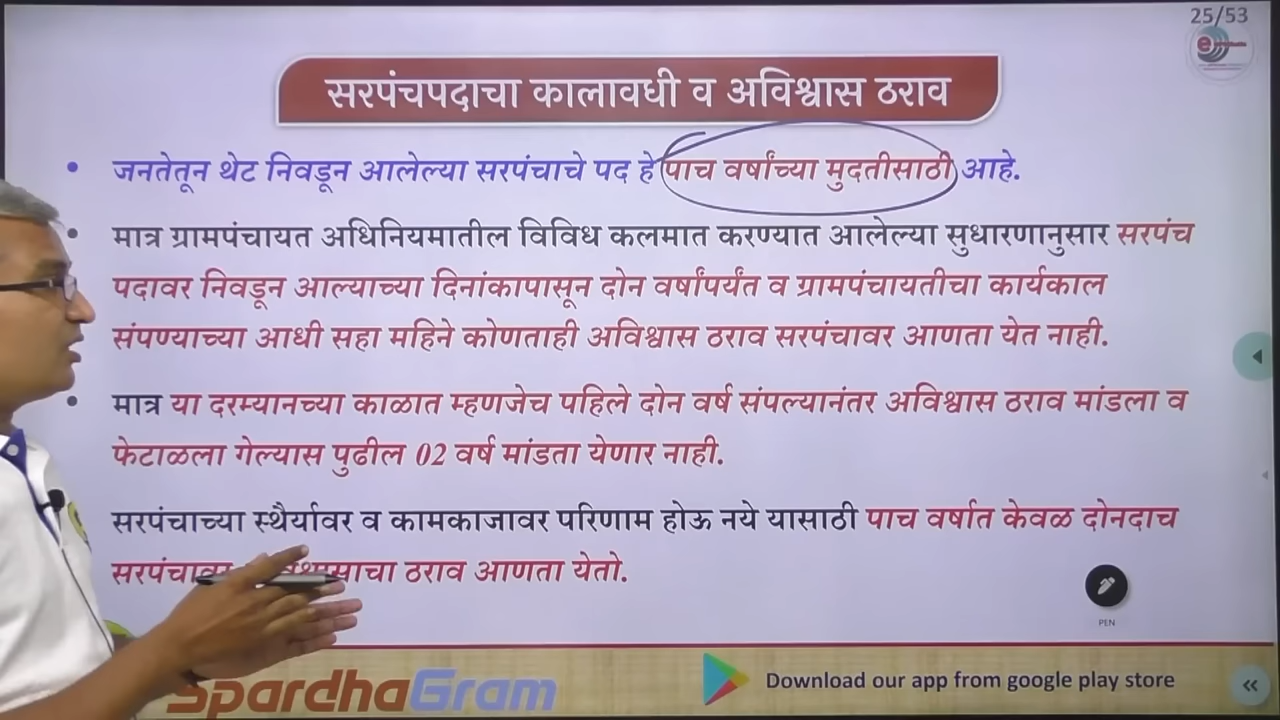 25/53
सरपंचपदाचा कालावधी व अविश्वास ठराव
• जनतेतून थेट निवडून आलेल्या सरपंचाचे पद हे पाच वर्षांच्या मुदतीसाठी आहे.
• मात्र ग्रामपंचायत अधिनियमातील विविध कलमात करण्यात आलेल्या सुधारणानुसार सरपंच
पदावर निवडून आल्याच्या दिनांकापासून दोन वर्षांपर्यंत व ग्रामपंचायतीचा कार्यकाल
संपण्याच्या आधी सहा महिने कोणताही अविश्वास ठराव सरपंचावर आणता येत नाही.
• मात्र या दरम्यानच्या काळात म्हणजेच पहिले दोन वर्ष संपल्यानंतर अविश्वास ठराव मांडला व
फेटाळला गेल्यास पुढील 02 वर्ष मांडता येणार नाही.
सरपंचाच्या स्थैर्यावर व कामकाजावर परिणाम होऊ नये यासाठी पाच वर्षात केवळ दोनदाच
ठराव आणता येतो.
PEN
SpardhaGram
Download our app from google play store